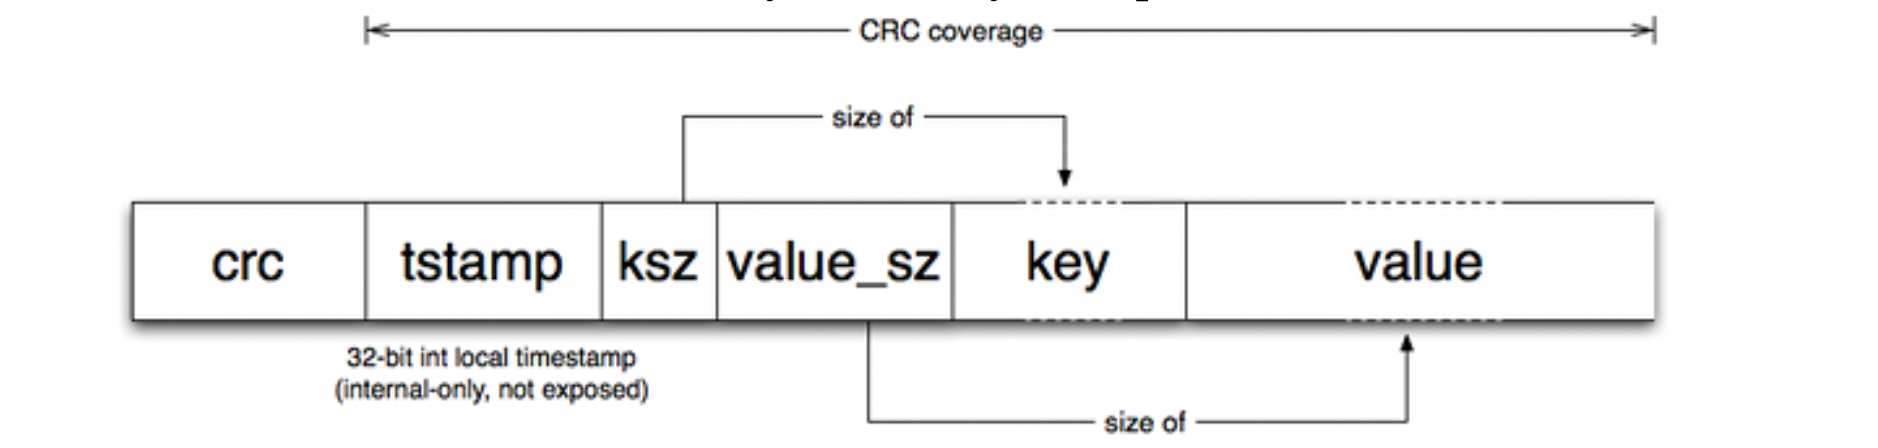 CRC coverage
size of
crc tstamp ksz value_sz key value
32-bit int local timestamp
(internal-only, not exposed)
size of